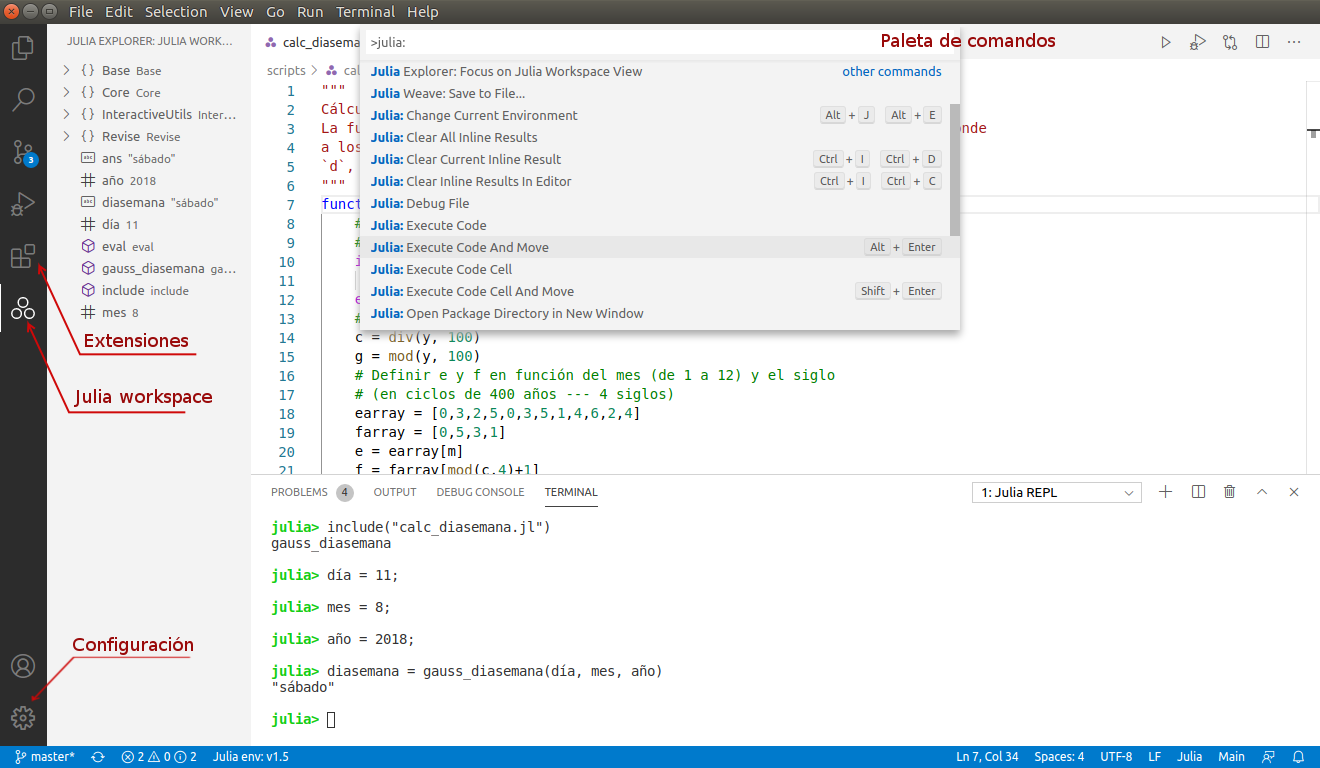 File Edit Selection View Go Run Terminal Help
JULIA EXPLORER: JULIA WORK...
{} Base Base
{} Core Core
{} InteractiveUtils Inter...
{} Revise Revise
ans "sábado"
año 2018
diasemana "sábado"
día 11
eval eval
gauss_diasemana ga...
include include
mes 8
3
Extensiones
Julia workspace
Configuración
calc_diasema
>julia:
Paleta de comandos
scripts > cal
Julia Explorer: Focus on Julia Workspace View other commands
Julia Weave: Save to File...
Julia: Change Current Environment Alt + J Alt + E
Julia: Clear All Inline Results
Julia: Clear Current Inline Result Ctrl + I Ctrl + D
Julia: Clear Inline Results In Editor Ctrl + I Ctrl + C
Julia: Debug File
Julia: Execute Code
Julia: Execute Code And Move Alt + Enter
Julia: Execute Code Cell
Julia: Execute Code Cell And Move Shift + Enter
Julia: Open Package Directory in New Window
1 """
2 Cálcu
3 La fu onde
4 a los
5 `d`,
6 """
7 funct
8 #
9 #
10 i
11
12 e
13 #
14 c = div(y, 100)
15 g = mod(y, 100)
16 # Definir e y f en función del mes (de 1 a 12) y el siglo
17 # (en ciclos de 400 años --- 4 siglos)
18 earray = [0,3,2,5,0,3,5,1,4,6,2,4]
19 farray = [0,5,3,1]
20 e = earray[m]
21 f = farray[mod(c,4)+1]
PROBLEMS 4 OUTPUT DEBUG CONSOLE TERMINAL 1: Julia REPL
julia> include("calc_diasemana.jl")
gauss_diasemana
julia> día = 11;
julia> mes = 8;
julia> año = 2018;
julia> diasemana = gauss_diasemana(día, mes, año)
"sábado"
julia>
master* 2 0 2 Julia env: v1.5 Ln 7, Col 34 Spaces: 4 UTF-8 LF Julia Main